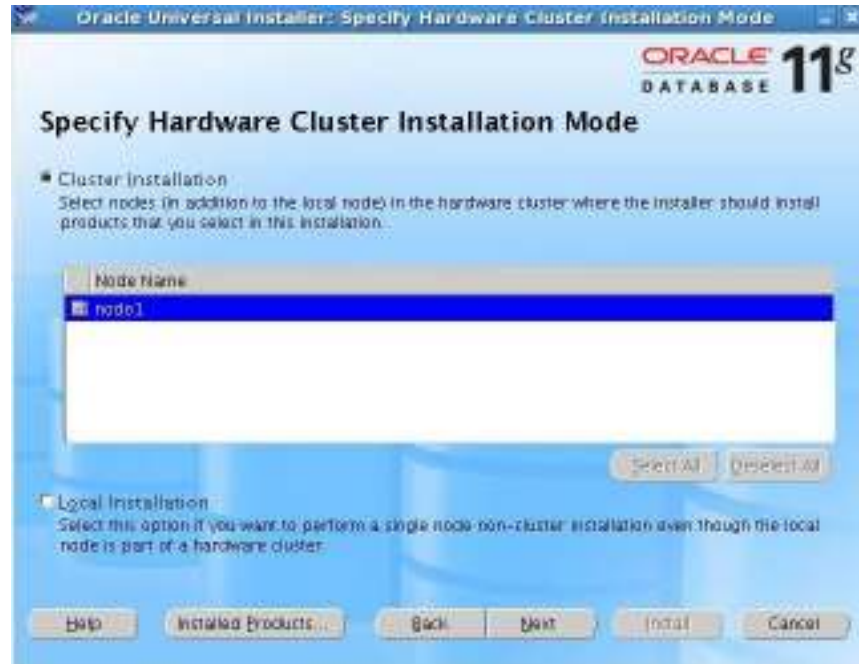 Oracle Universal Installer: Specify Hardware Cluster Installation Mode
ORACLE 11g
DATABASE
Specify Hardware Cluster Installation Mode
Cluster Installation
Select nodes (in addition to the local node) in the hardware cluster where the installer should install
products that you select in this installation.
Node Name
node1
Select All Deselect All
Local Installation
Select this option if you want to perform a single node non-cluster installation even though the local
node is part of a hardware cluster.
Help Installed Products... Back Next Install Cancel